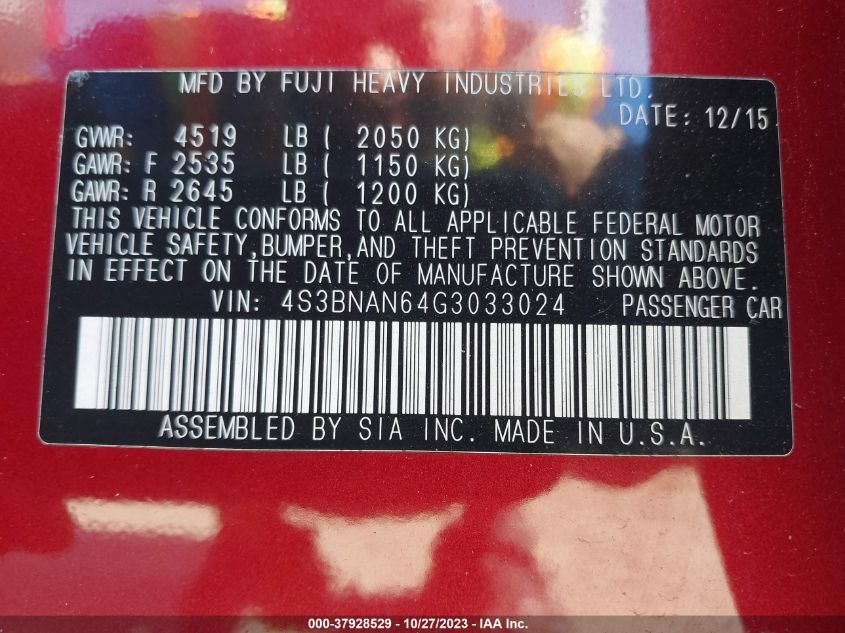 MFD BY FUJI HEAVY INDUSTRIES LTD.
DATE: 12/15
GVWR: 4519 LB ( 2050 KG)
GAWR: F 2535 LB ( 1150 KG)
GAWR: R 2645 LB ( 1200 KG)
THIS VEHICLE CONFORMS TO ALL APPLICABLE FEDERAL MOTOR
VEHICLE SAFETY, BUMPER, AND THEFT PREVENTION STANDARDS
IN EFFECT ON THE DATE OF MANUFACTURE SHOWN ABOVE.
VIN: 4S3BNAN64G3033024 PASSENGER CAR
ASSEMBLED BY SIA INC. MADE IN U.S.A.
000-37928529 - 10/27/2023 - IAA Inc.